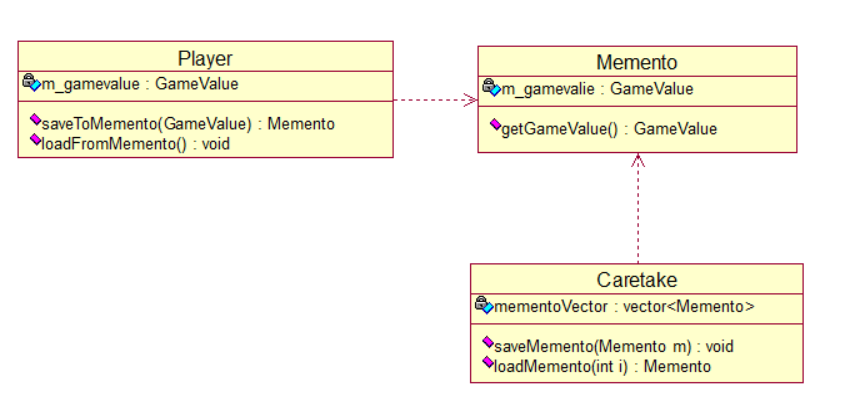 Player
m_gamevalue : GameValue
saveToMemento(GameValue) : Memento
loadFromMemento() : void
Memento
m_gamevalie : GameValue
getGameValue() : GameValue
Caretake
mementoVector : vector<Memento>
saveMemento(Memento m) : void
loadMemento(int i) : Memento